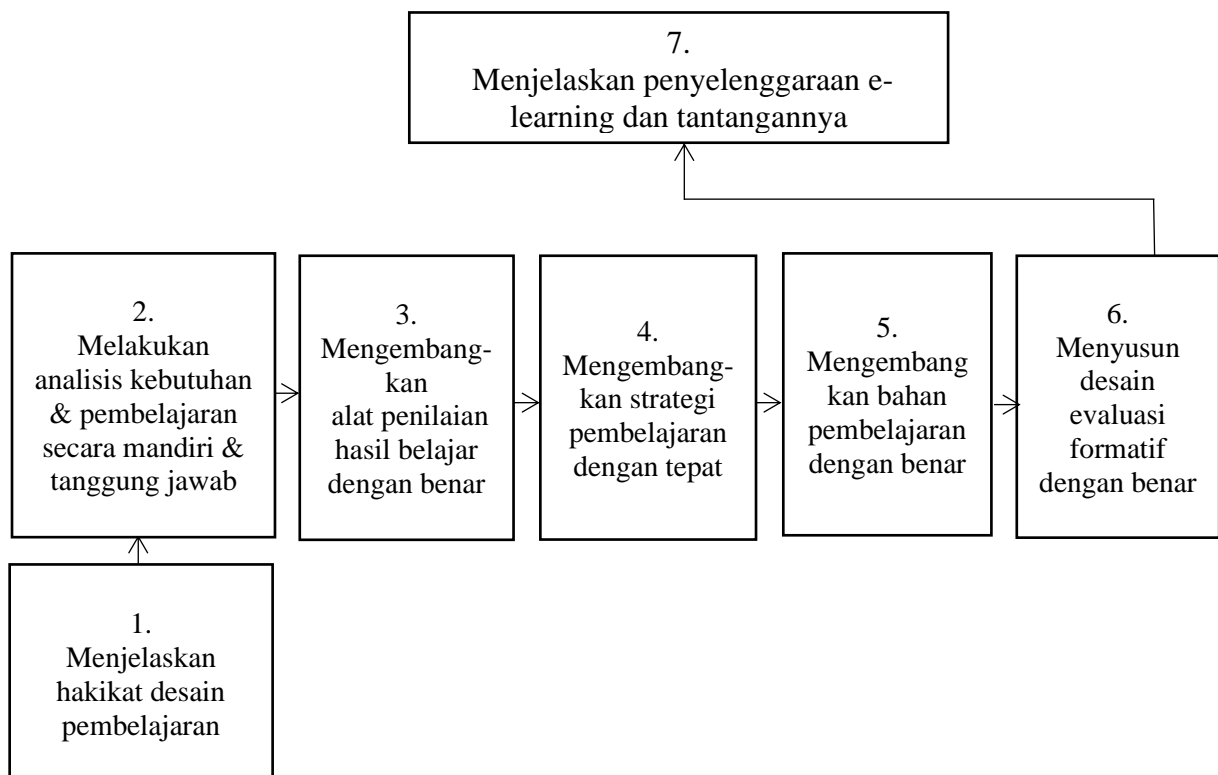 7.
Menjelaskan penyelenggaraan e-
learning dan tantangannya
2.
Melakukan
analisis kebutuhan
& pembelajaran
secara mandiri &
tanggung jawab
3.
Mengembang-
kan
alat penilaian
hasil belajar
dengan benar
4.
Mengembang-
kan strategi
pembelajaran
dengan tepat
5.
Mengembang
kan bahan
pembelajaran
dengan benar
6.
Menyusun
desain
evaluasi
formatif
dengan benar
1.
Menjelaskan
hakikat desain
pembelajaran